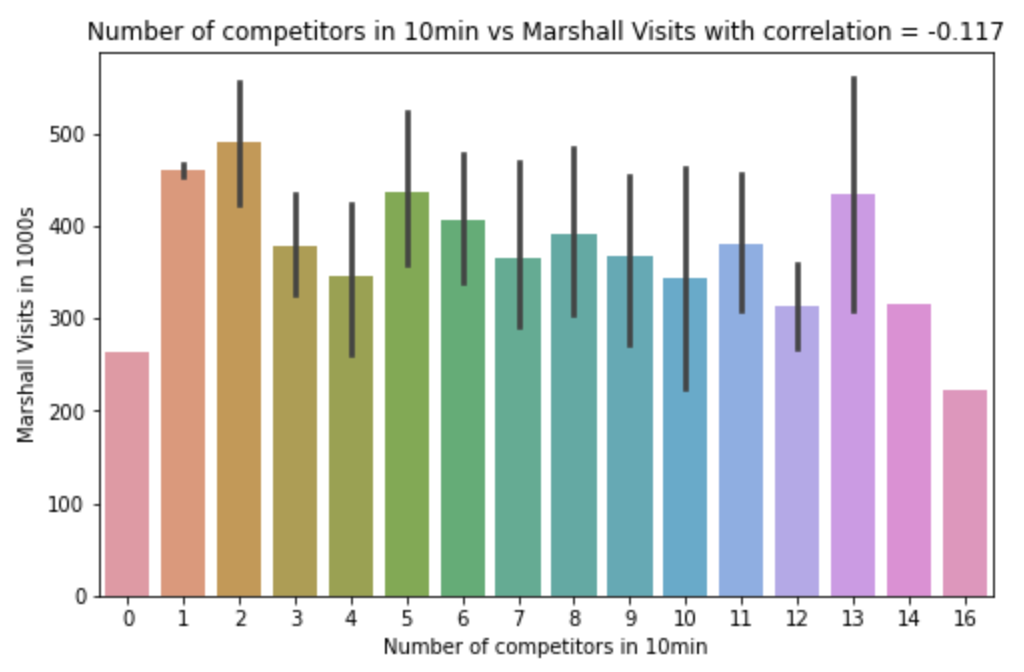 Number of competitors in 10min vs Marshall Visits with correlation = -0.117
Marshall Visits in 1000s
500
400
300
200
100
0
0 1 2 3 4 5 6 7 8 9 10 11 12 13 14 16
Number of competitors in 10min